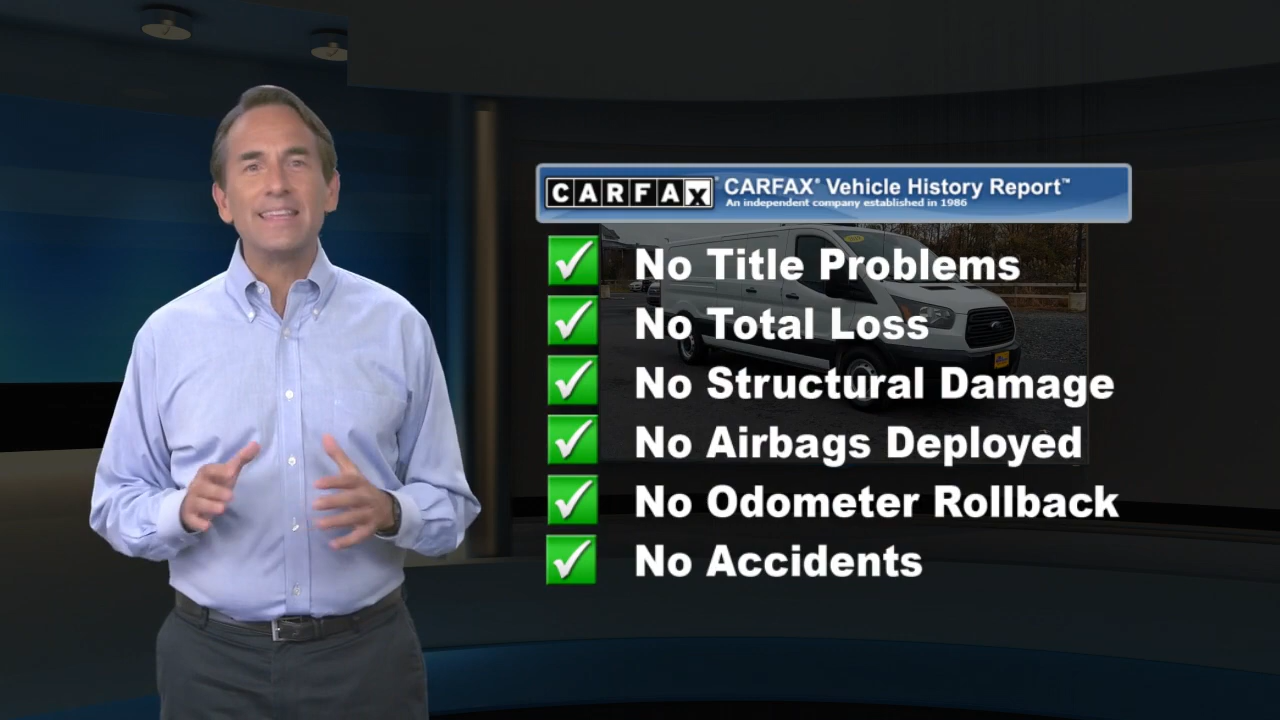 CARFAX
CARFAX® Vehicle History Report™
An independent company established in 1986
No Title Problems
No Total Loss
No Structural Damage
No Airbags Deployed
No Odometer Rollback
No Accidents